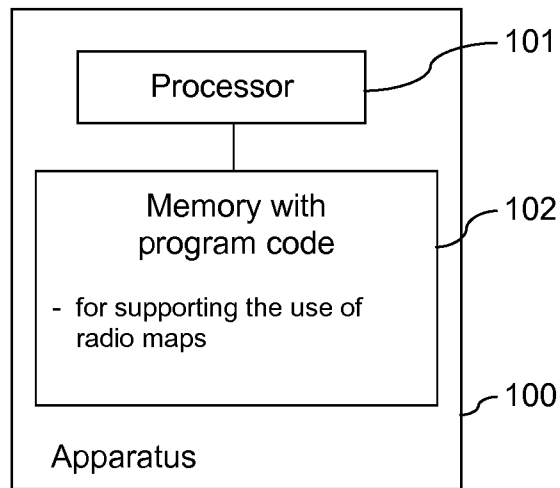 101
Processor
Memory with
program code
102
- for supporting the use of
radio maps
100
Apparatus